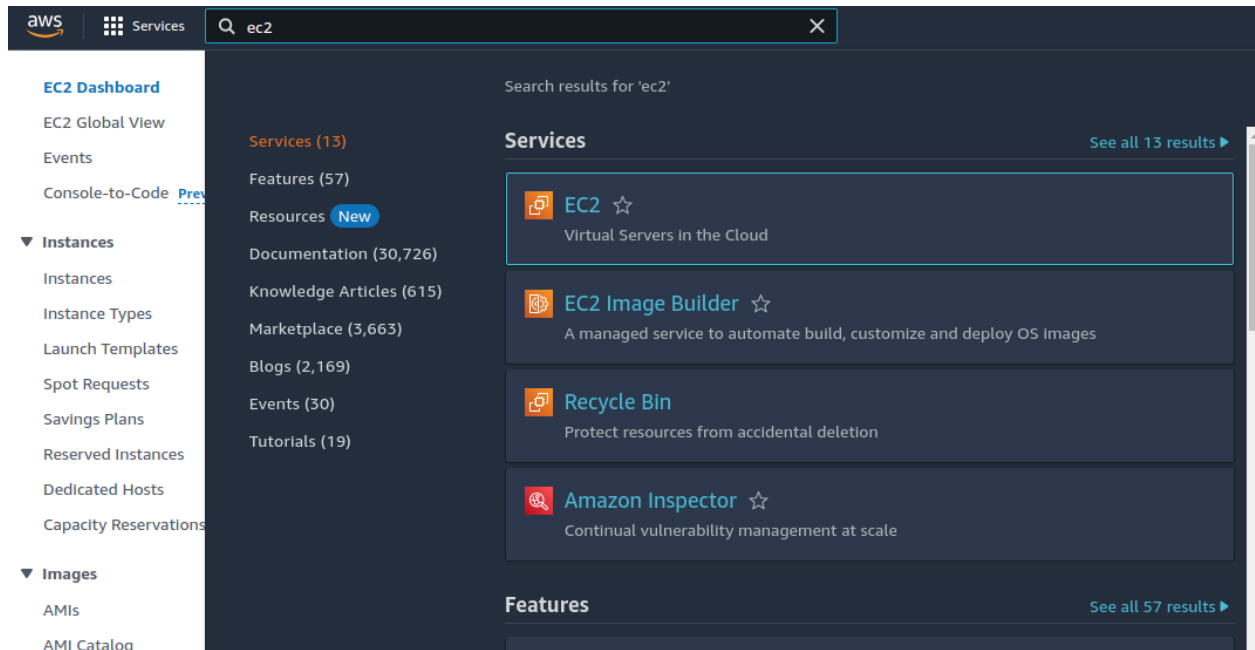 aws
Services
ec2
EC2 Dashboard
EC2 Global View
Events
Console-to-Code
Instances
Instances
Instance Types
Launch Templates
Spot Requests
Savings Plans
Reserved Instances
Dedicated Hosts
Capacity Reservations
Images
AMIs
AMI Catalog
Services (13)
Features (57)
Resources New
Documentation (30,726)
Knowledge Articles (615)
Marketplace (3,663)
Blogs (2,169)
Events (30)
Tutorials (19)
Search results for 'ec2'
Services
See all 13 results
EC2
Virtual Servers in the Cloud
EC2 Image Builder
A managed service to automate build, customize and deploy OS images
Recycle Bin
Protect resources from accidental deletion
Amazon Inspector
Continual vulnerability management at scale
Features
See all 57 results